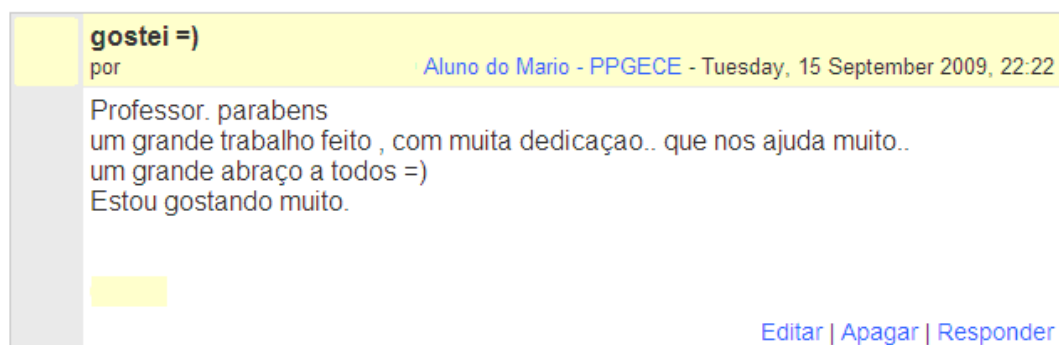 gostei =)
por Aluno do Mario - PPGECE - Tuesday, 15 September 2009, 22:22
Professor. parabens
um grande trabalho feito , com muita dedicaçao.. que nos ajuda muito..
um grande abraço a todos =)
Estou gostando muito.
Editar | Apagar | Responder